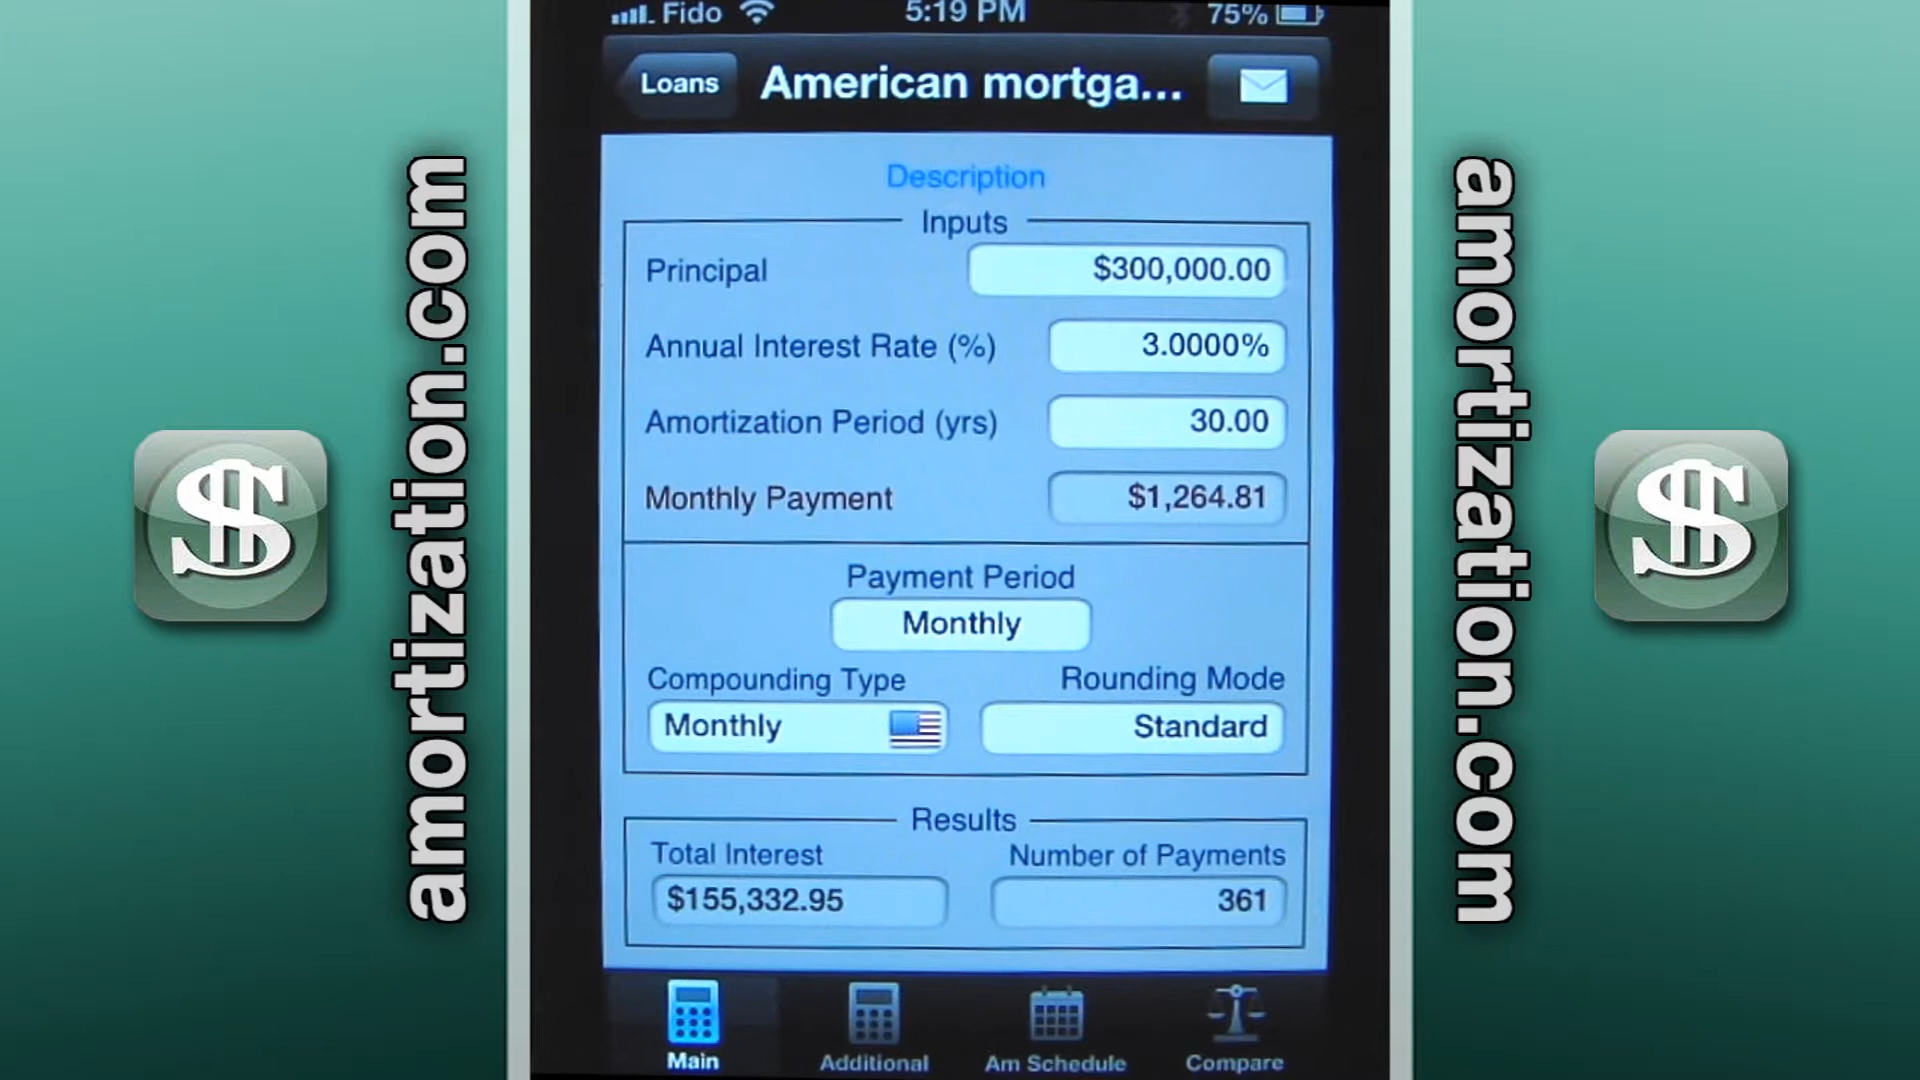 Fido
5:19 PM
75%
Loans
American mortga...
Description
Inputs
Principal
$300,000.00
Annual Interest Rate (%)
3.0000%
Amortization Period (yrs)
30.00
Monthly Payment
$1,264.81
Payment Period
Monthly
Compounding Type
Rounding Mode
Monthly
Standard
Results
Total Interest
Number of Payments
$155,332.95
361
Main
Additional
Am Schedule
Compare
amortization.com
amortization.com
$
$